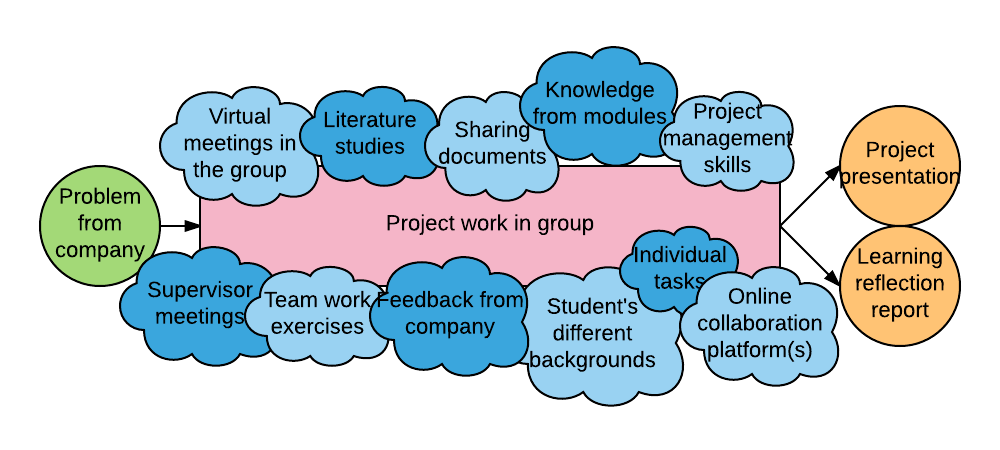 Problem
from
company
Virtual
meetings in
the group
Literature
studies
Sharing
documents
Knowledge
from modules
Project
management
skills
Project work in group
Supervisor
meetings
Team work
exercises
Feedback from
company
Student's
different
backgrounds
Individual
tasks
Online
collaboration
platform(s)
Project
presentation
Learning
reflection
report